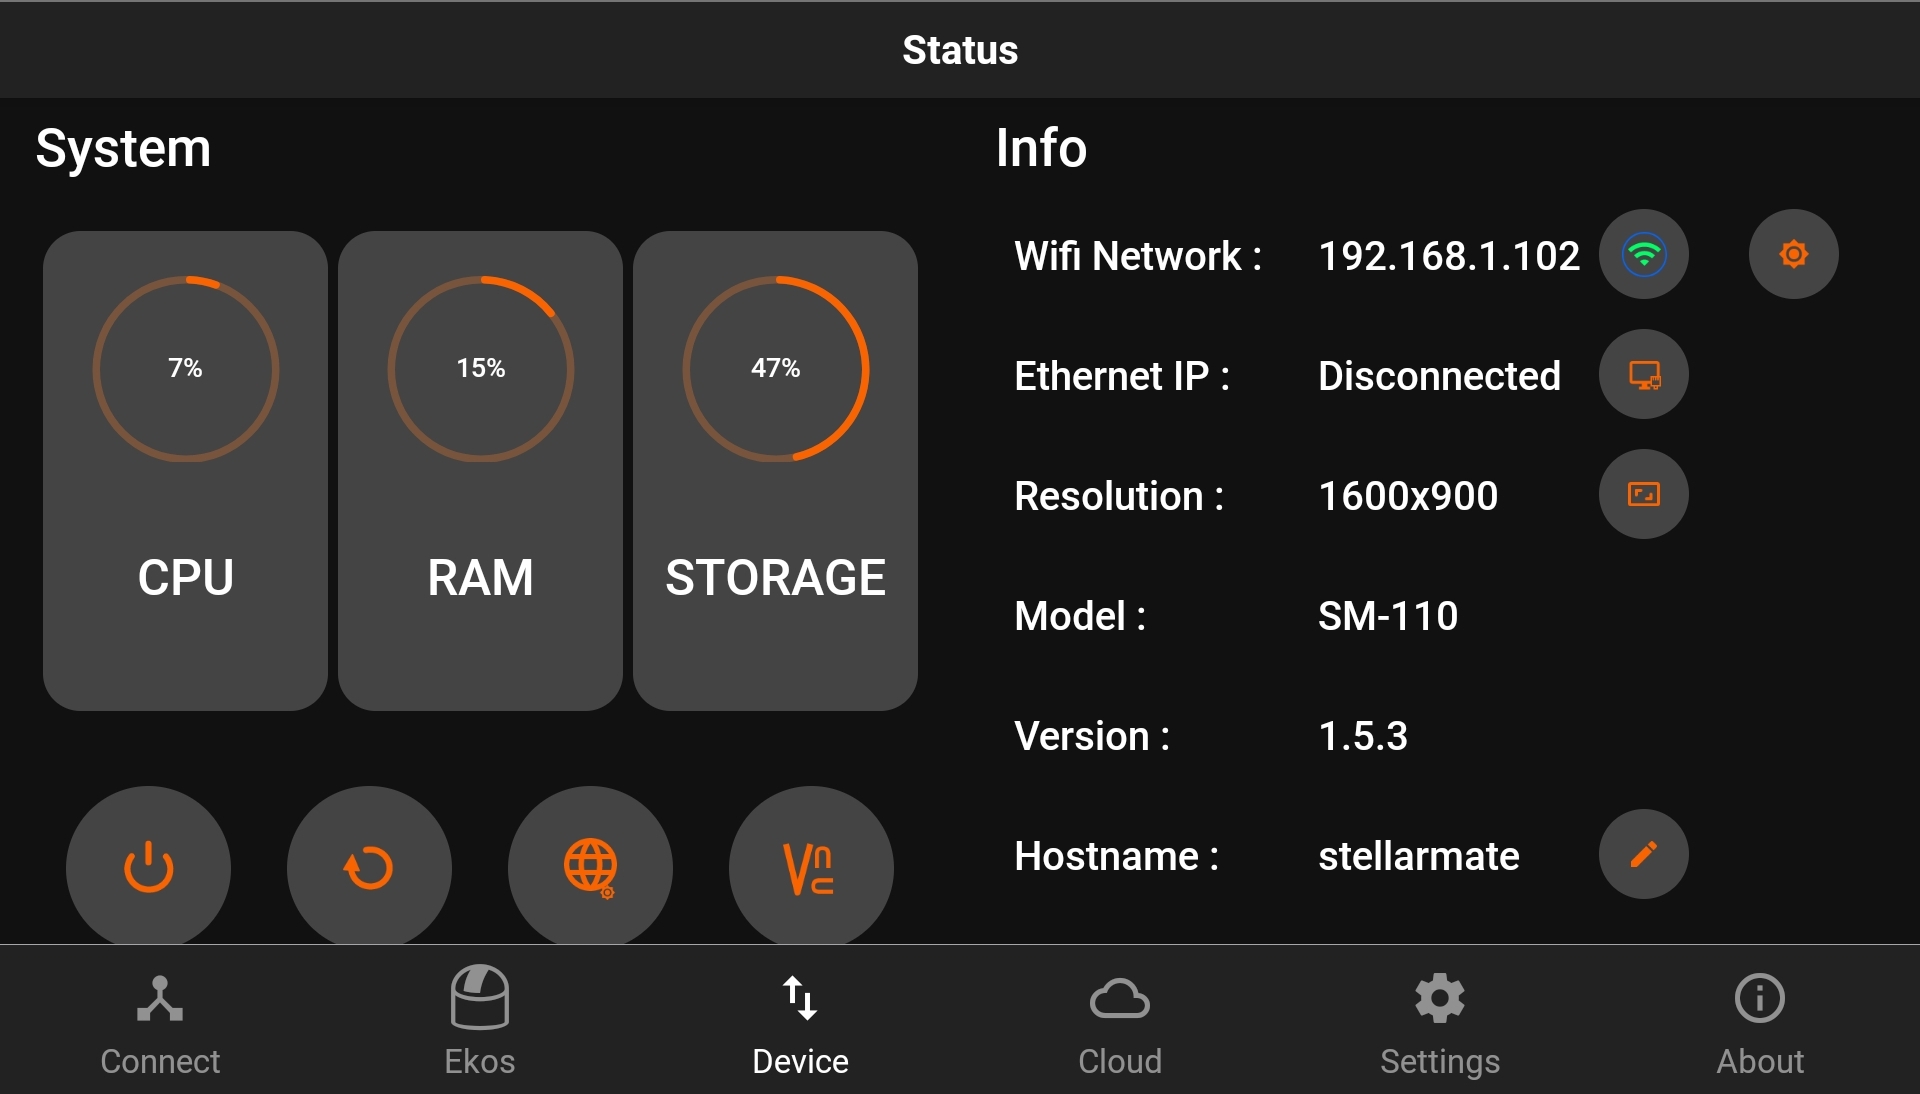 Status
System
7%
15%
47%
CPU
RAM
STORAGE
Info
Wifi Network : 192.168.1.102
Ethernet IP : Disconnected
Resolution : 1600x900
Model : SM-110
Version : 1.5.3
Hostname : stellarmate
Connect
Ekos
Device
Cloud
Settings
About